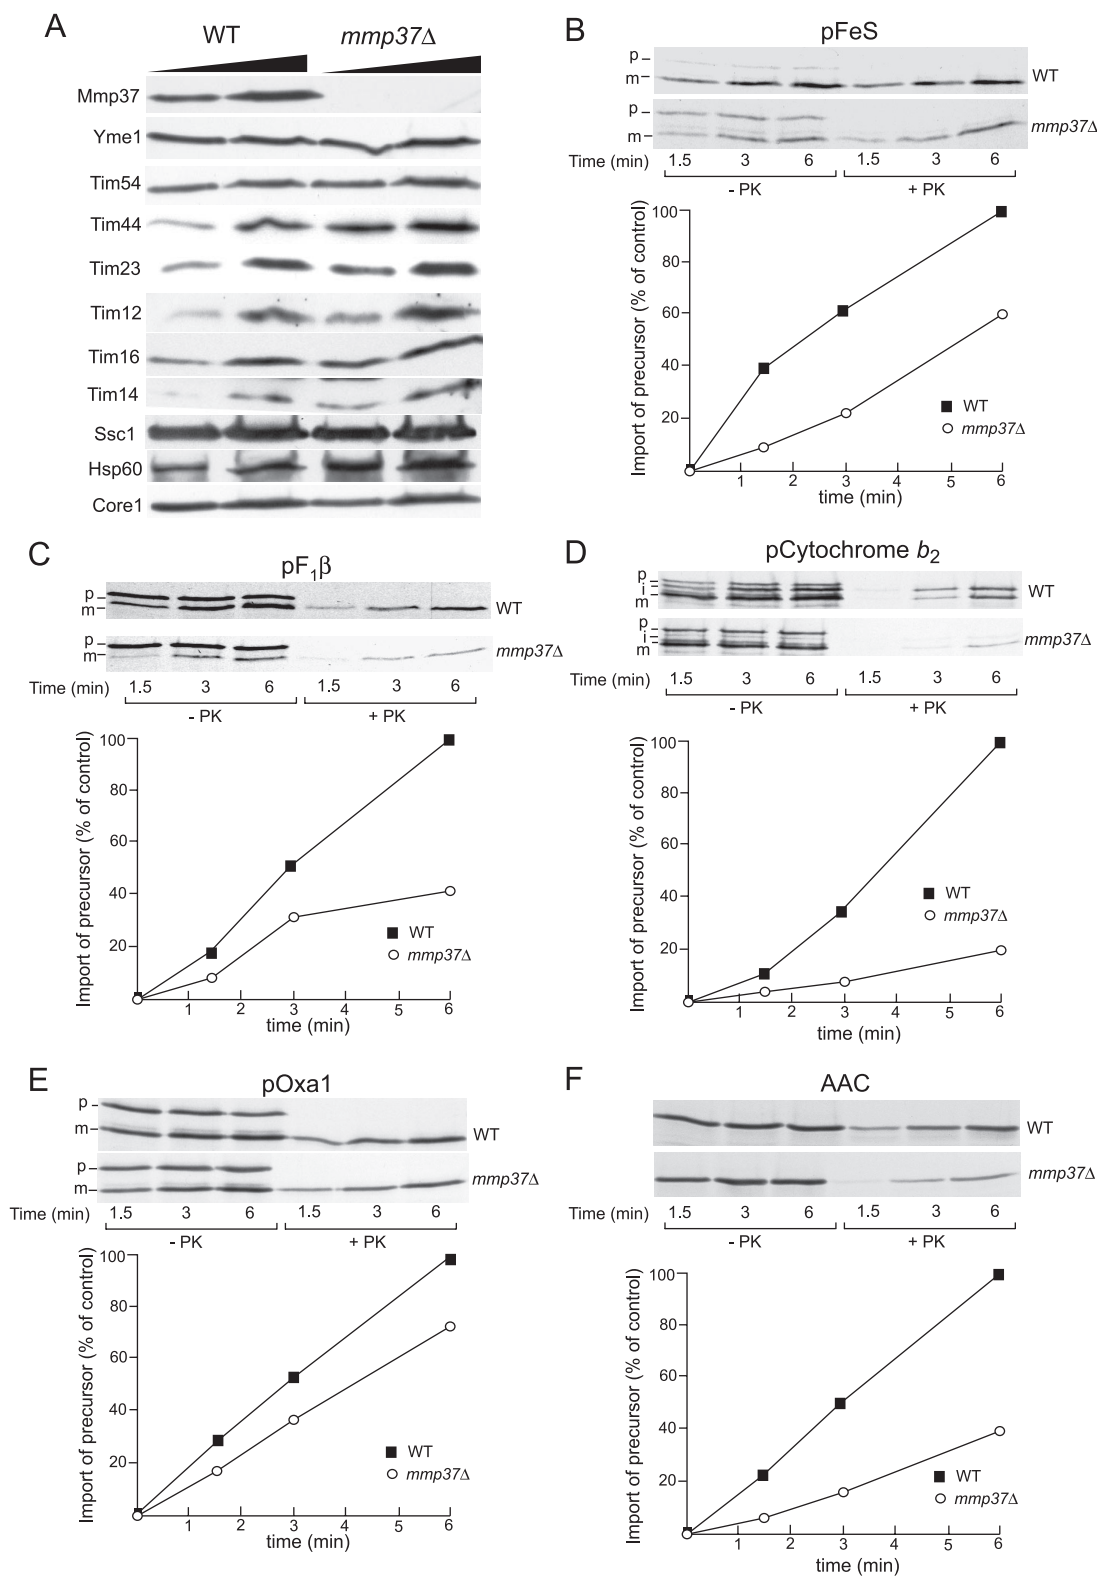 A
WT mmp37Δ
Mmp37
Yme1
Tim54
Tim44
Tim23
Tim12
Tim16
Tim14
Ssc1
Hsp60
Core1
B
pFeS
p
m
WT
p
m
mmp37Δ
Time (min) 1.5 3 6 1.5 3 6
- PK + PK
Import of precursor (% of control)
100
80
60
40
20
WT
mmp37Δ
1 2 3 4 5 6
time (min)
C
pF₁β
p
m
WT
p
m
mmp37Δ
Time (min) 1.5 3 6 1.5 3 6
- PK + PK
Import of precursor (% of control)
100
80
60
40
20
WT
mmp37Δ
1 2 3 4 5 6
time (min)
D
pCytochrome b₂
p
i
m
WT
p
i
m
mmp37Δ
Time (min) 1.5 3 6 1.5 3 6
- PK + PK
Import of precursor (% of control)
100
80
60
40
20
WT
mmp37Δ
1 2 3 4 5 6
time (min)
E
pOxa1
p
m
WT
p
m
mmp37Δ
Time (min) 1.5 3 6 1.5 3 6
- PK + PK
Import of precursor (% of control)
100
80
60
40
20
WT
mmp37Δ
1 2 3 4 5 6
time (min)
F
AAC
WT
mmp37Δ
Time (min) 1.5 3 6 1.5 3 6
- PK + PK
Import of precursor (% of control)
100
80
60
40
20
WT
mmp37Δ
1 2 3 4 5 6
time (min)